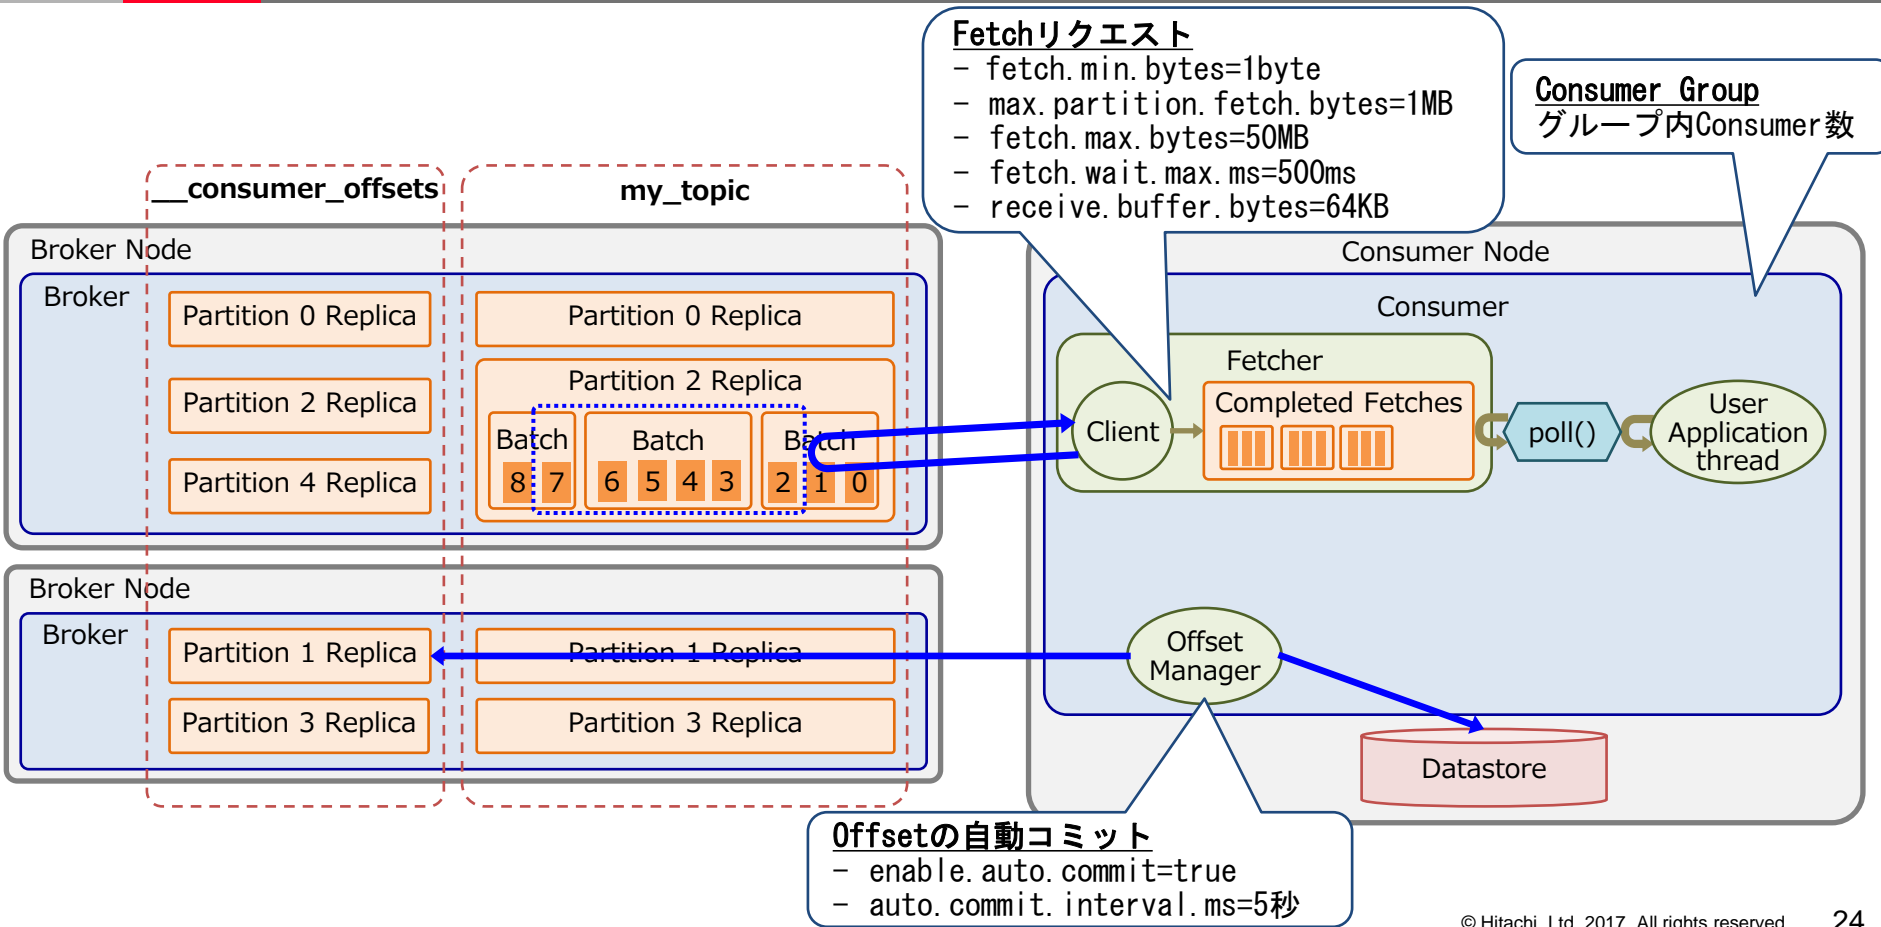 Fetchリクエスト
- fetch.min.bytes=1byte
- max.partition.fetch.bytes=1MB
- fetch.max.bytes=50MB
- fetch.wait.max.ms=500ms
- receive.buffer.bytes=64KB
Consumer Group
グループ内Consumer数
__consumer_offsets
my_topic
Broker Node
Broker
Partition 0 Replica
Partition 2 Replica
Partition 4 Replica
Partition 0 Replica
Partition 2 Replica
Batch
8 7
Batch
6 5 4 3
Batch
2 1 0
Broker Node
Broker
Partition 1 Replica
Partition 3 Replica
Partition 1 Replica
Partition 3 Replica
Consumer Node
Consumer
Fetcher
Client
Completed Fetches
poll()
User
Application
thread
Offset
Manager
Datastore
Offsetの自動コミット
- enable.auto.commit=true
- auto.commit.interval.ms=5秒
© Hitachi, Ltd. 2017. All rights reserved.
24